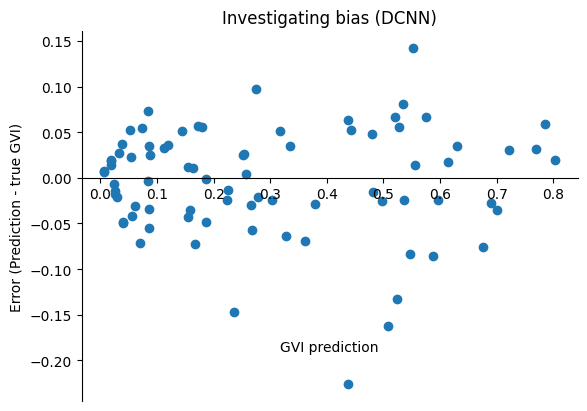 Investigating bias (DCNN)
Error (Prediction - true GVI)
0.15
0.10
0.05
0.00
−0.05
−0.10
−0.15
−0.20
0.0 0.1 0.2 0.3 0.4 0.5 0.6 0.7 0.8
GVI prediction